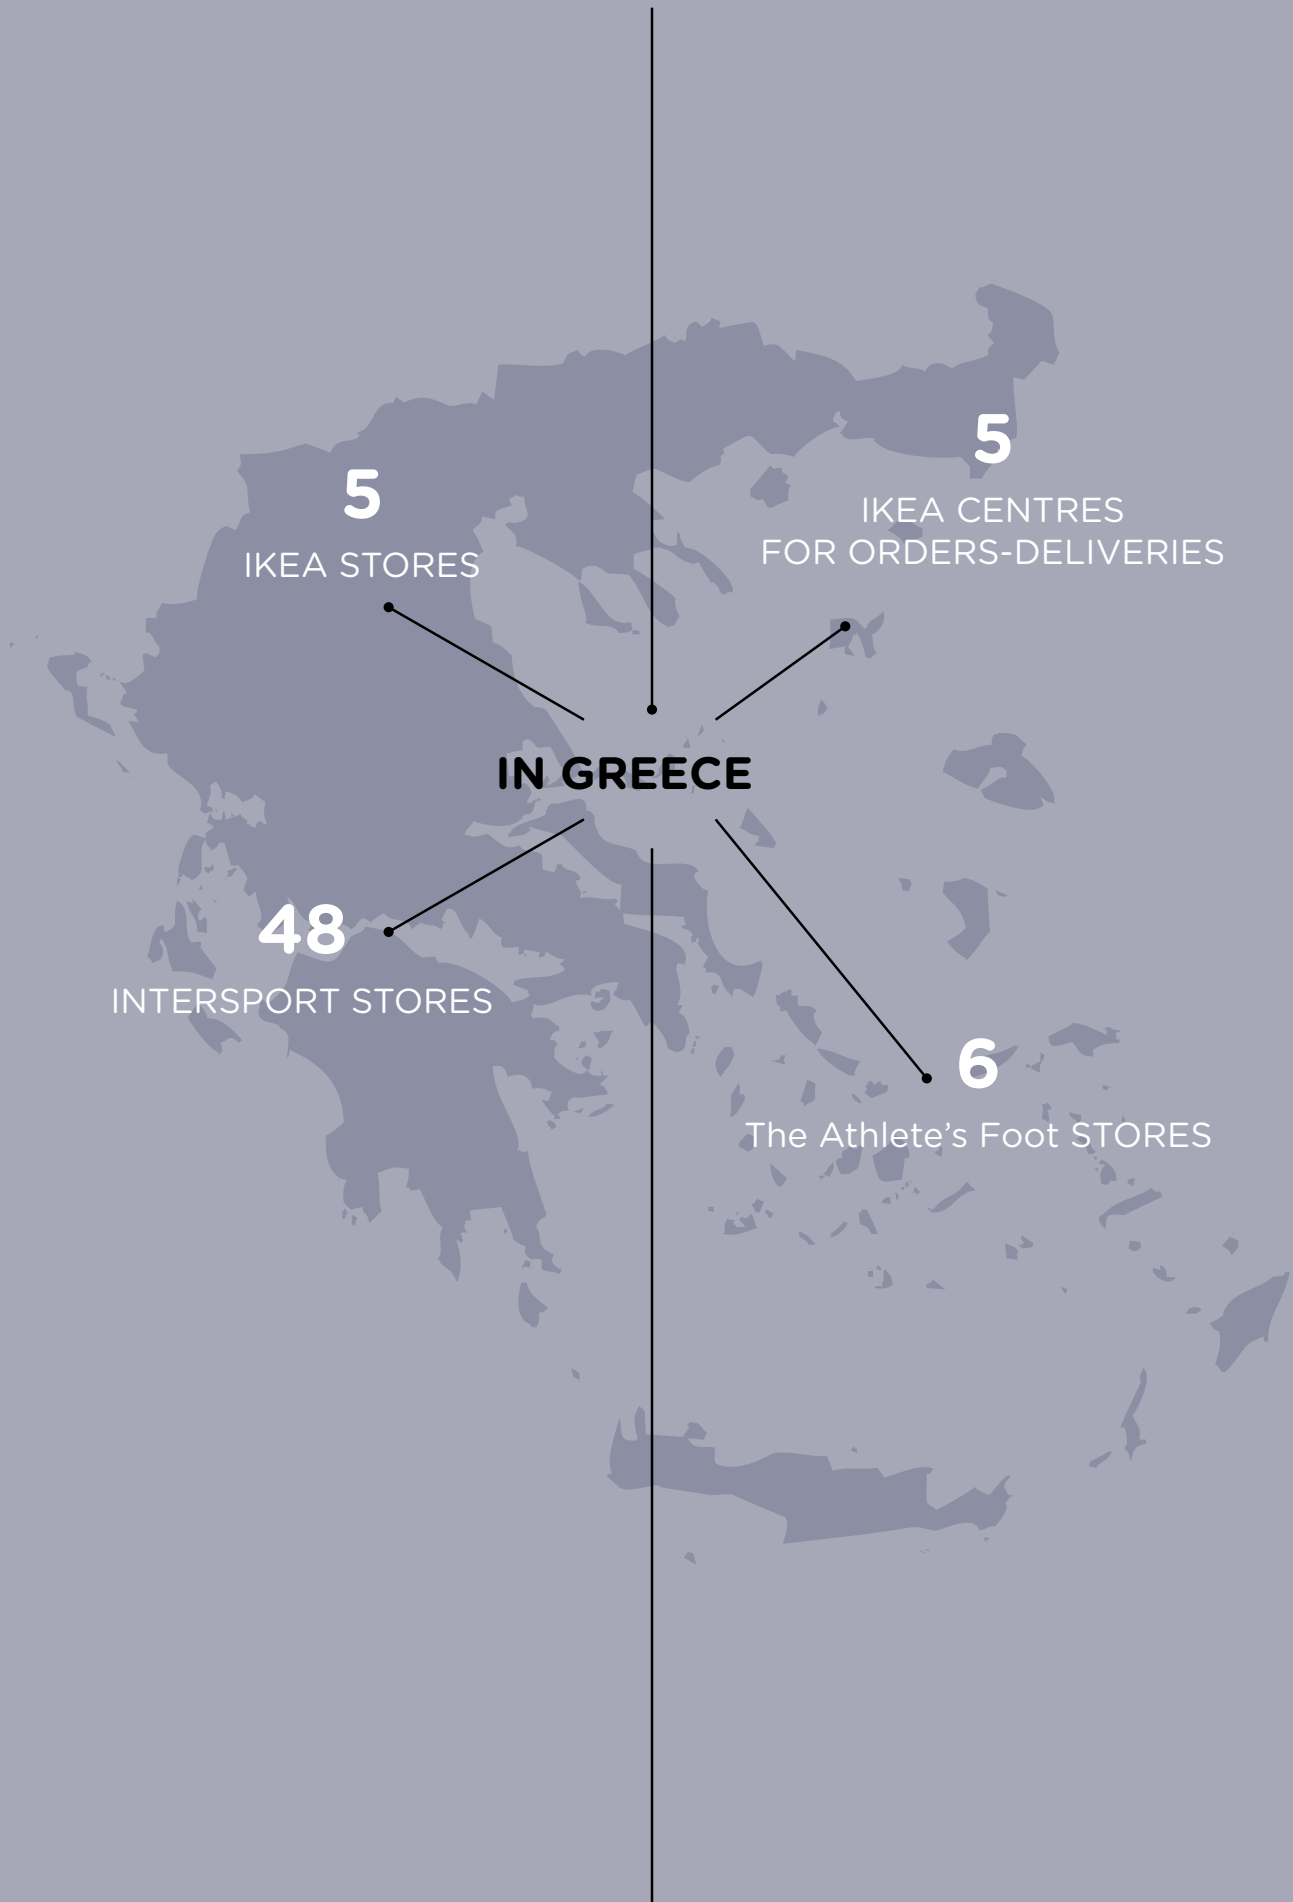 5
IKEA STORES
5
IKEA CENTRES
FOR ORDERS-DELIVERIES
IN GREECE
48
INTERSPORT STORES
6
The Athlete’s Foot STORES